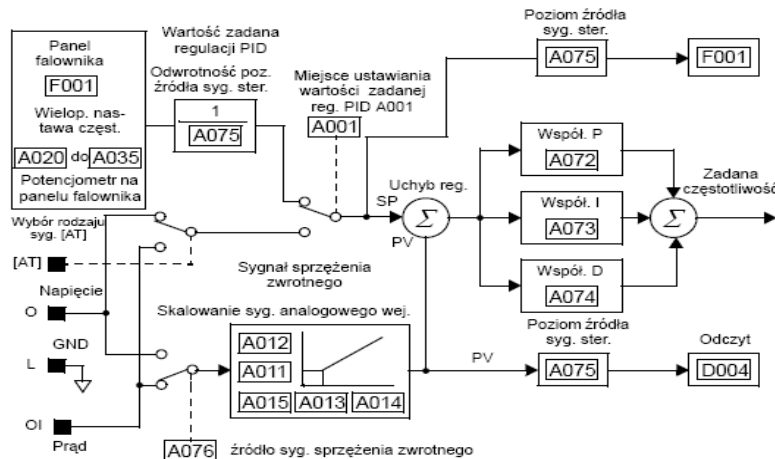 Panel
falownika
F001
Wielop. nas-
tawa częst.
A020 do A035
Potencjometr na
panelu falownika
Wartość zadana
regulacji PID
Odwrotność poz.
źródła syg. ster.
1
A075
Miejsce ustawiania
wartości zadanej
reg. PID A001
A001
Poziom źródła
syg. ster.
A075
F001
SP
Uchyb reg.
Σ
PV
Współ. P
A072
Współ. I
A073
Współ. D
A074
Σ
Zadana
częstotliwość
Wybór rodzaju
syg. [AT]
[AT]
Napięcie
O
GND
L
OI
Prąd
Sygnał sprzężenia
zwrotnego
Skalowanie syg. analogowego wej.
A012
A011
A015 A013 A014
PV
Poziom źródła
syg. ster.
A075
Odczyt
D004
A076 źródło syg. sprzężenia zwrotnego